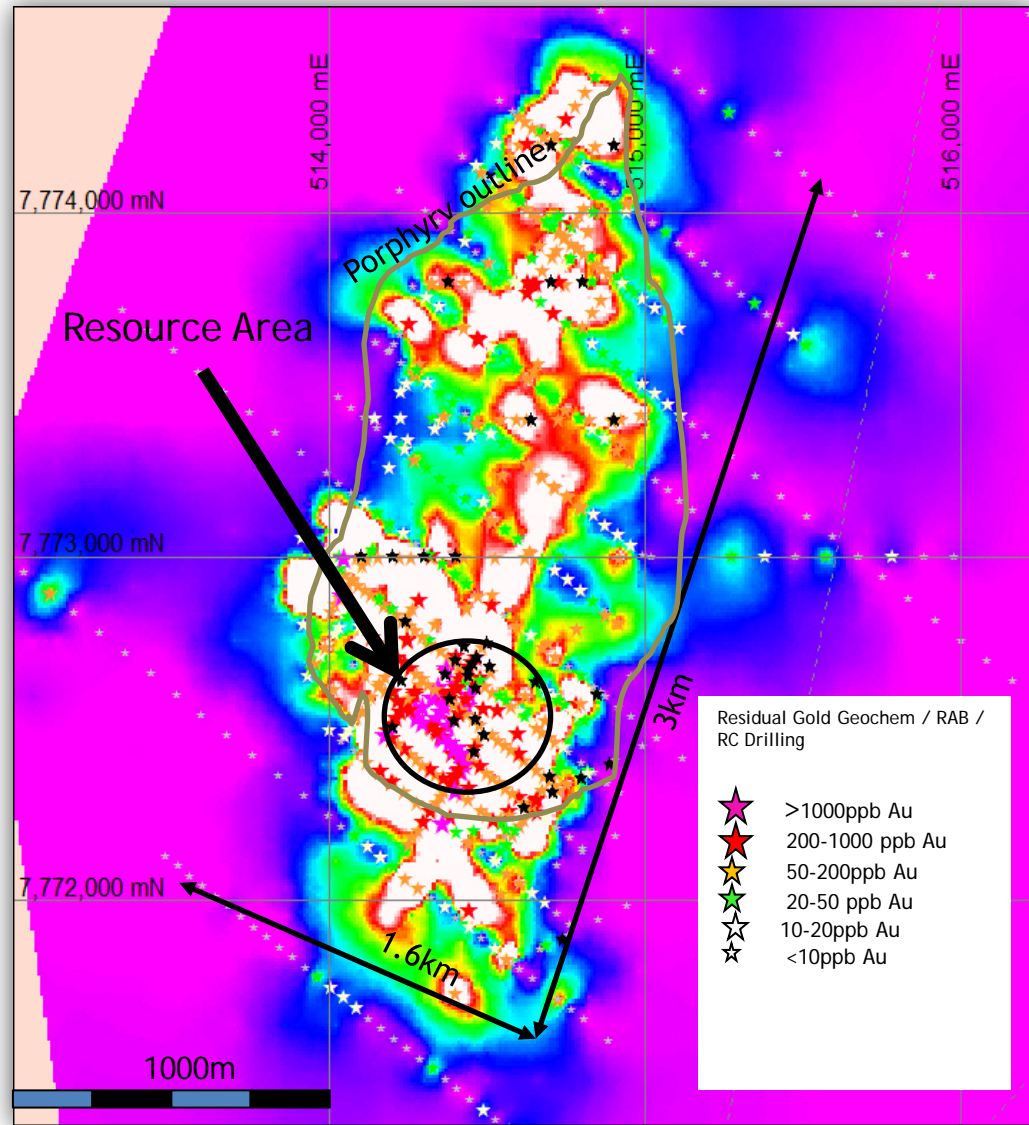 514,000 mE
515,000 mE
516,000 mE
7,774,000 mN
Porphyry outline
Resource Area
7,773,000 mN
3km
7,772,000 mN
1.6km
1000m
Residual Gold Geochem / RAB /
RC Drilling
>1000ppb Au
200-1000 ppb Au
50-200ppb Au
20-50 ppb Au
10-20ppb Au
<10ppb Au